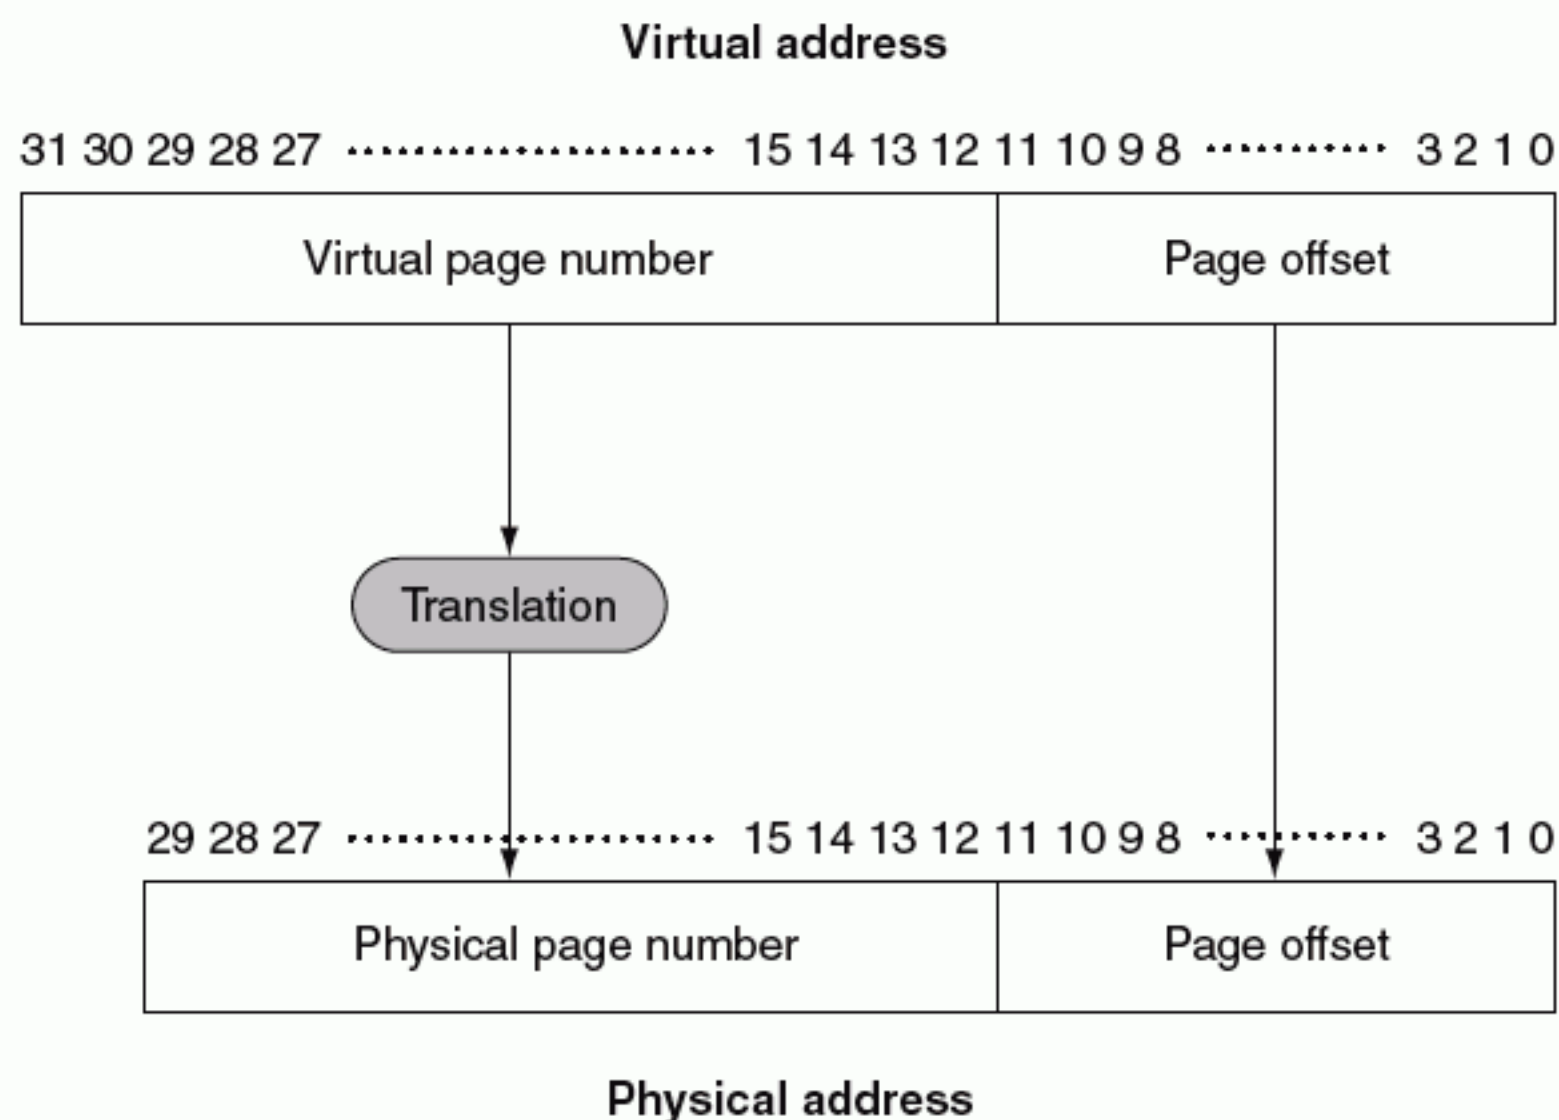 Virtual address
31 30 29 28 27 ................................ 15 14 13 12 11 10 9 8 ................ 3 2 1 0
Virtual page number Page offset
Translation
29 28 27 ................................ 15 14 13 12 11 10 9 8 ................ 3 2 1 0
Physical page number Page offset
Physical address